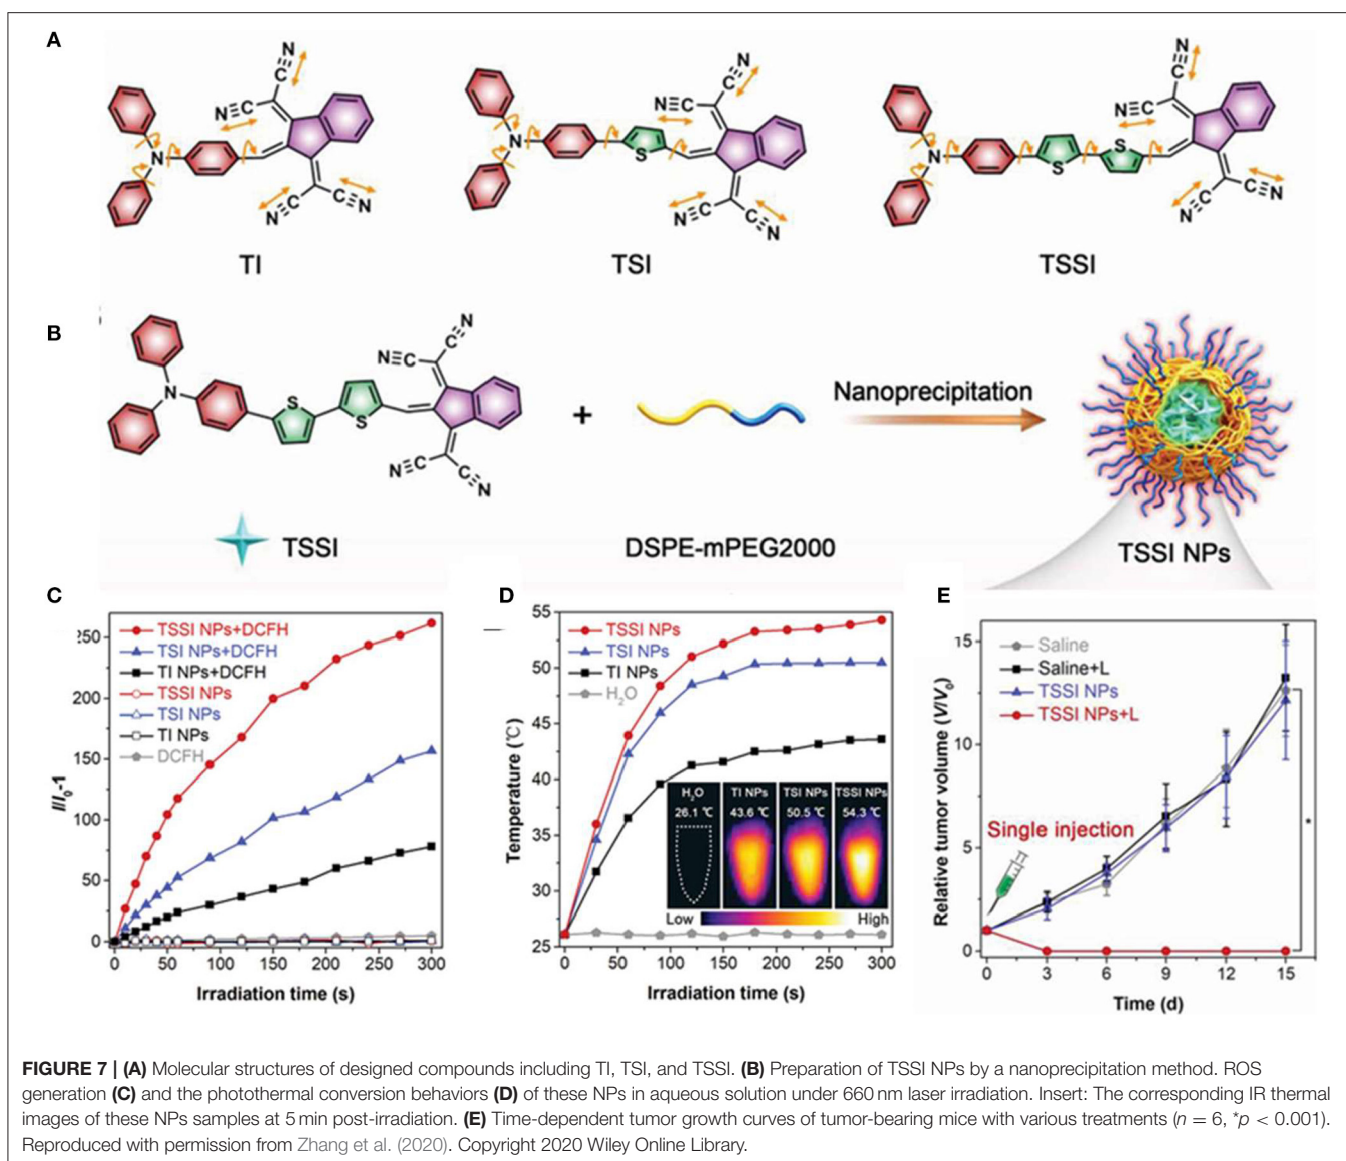 A
N
C
N≡C
N
C
N≡C
N
C
N≡C
N
N
N
S
S
S
N≡C
C≡N
N≡C
C≡N
N≡C
C≡N
TI
TSI
TSSI
B
N
C
N≡C
N
S
S
N≡C
C≡N
+
Nanoprecipitation
TSSI
DSPE-mPEG2000
TSSI NPs
C
I/I0-1
TSSI NPs+DCFH
TSI NPs+DCFH
TI NPs+DCFH
TSSI NPs
TSI NPs
TI NPs
DCFH
250
200
150
100
50
0
0 50 100 150 200 250 300
Irradiation time (s)
D
Temperature (℃)
TSSI NPs
TSI NPs
TI NPs
H2O
55
50
45
40
35
30
25
H2O TI NPs TSI NPs TSSI NPs
26.1 ℃ 43.6 ℃ 50.5 ℃ 54.3 ℃
Low High
0 50 100 150 200 250 300
Irradiation time (s)
E
Relative tumor volume (V/V0)
Saline
Saline+L
TSSI NPs
TSSI NPs+L
15
10
5
0
Single injection
*
0 3 6 9 12 15
Time (d)
FIGURE 7 | (A) Molecular structures of designed compounds including TI, TSI, and TSSI. (B) Preparation of TSSI NPs by a nanoprecipitation method. ROS
generation (C) and the photothermal conversion behaviors (D) of these NPs in aqueous solution under 660 nm laser irradiation. Insert: The corresponding IR thermal
images of these NPs samples at 5 min post-irradiation. (E) Time-dependent tumor growth curves of tumor-bearing mice with various treatments (n = 6, *p < 0.001).
Reproduced with permission from Zhang et al. (2020). Copyright 2020 Wiley Online Library.